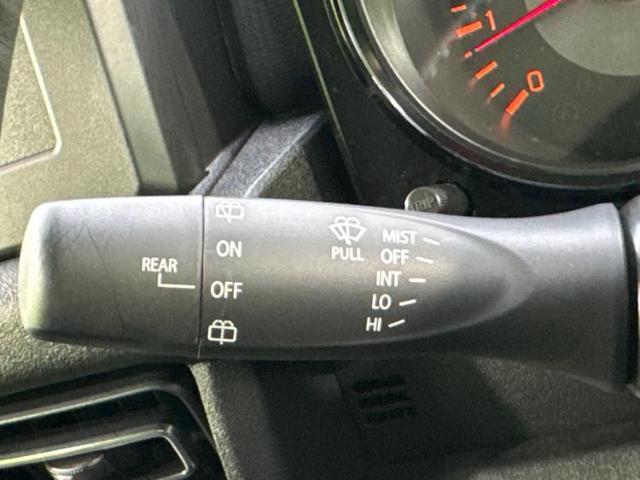 1
0
TRIP
MIST
OFF
INT
LO
HI
PULL
ON
REAR
OFF